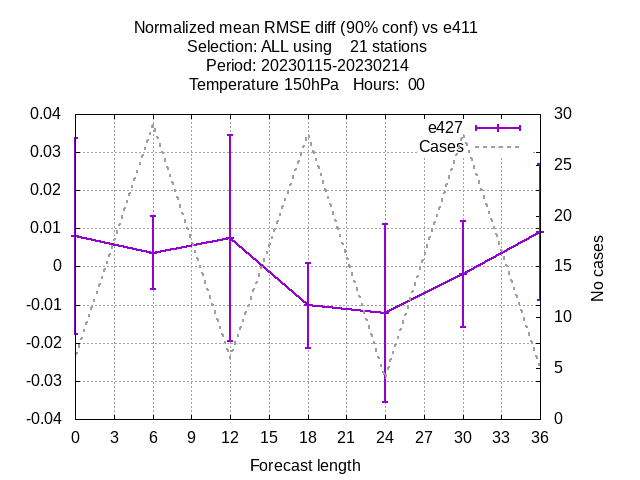 Normalized mean RMSE diff (90% conf) vs e411
Selection: ALL using    21 stations
Period: 20230115-20230214
Temperature 150hPa   Hours:  00
0.04
0.03
0.02
0.01
0
-0.01
-0.02
-0.03
-0.04
30
25
20
15
10
5
0
e427
Cases
No cases
0 3 6 9 12 15 18 21 24 27 30 33 36
Forecast length